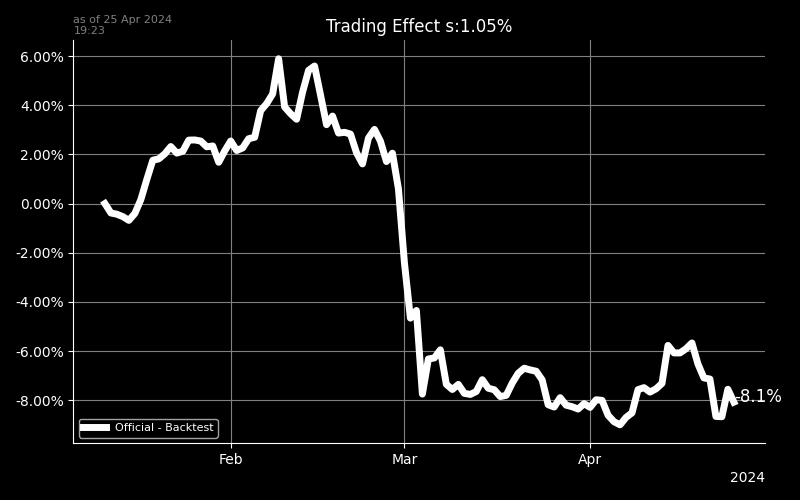 as of 25 Apr 2024
19:23
Trading Effect s:1.05%
6.00%
4.00%
2.00%
0.00%
-2.00%
-4.00%
-6.00%
-8.00%
-8.1%
Official - Backtest
Feb
Mar
Apr
2024